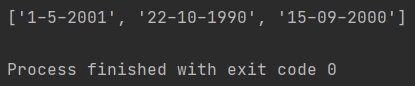 ['1-5-2001', '22-10-1990', '15-09-2000']
Process finished with exit code 0